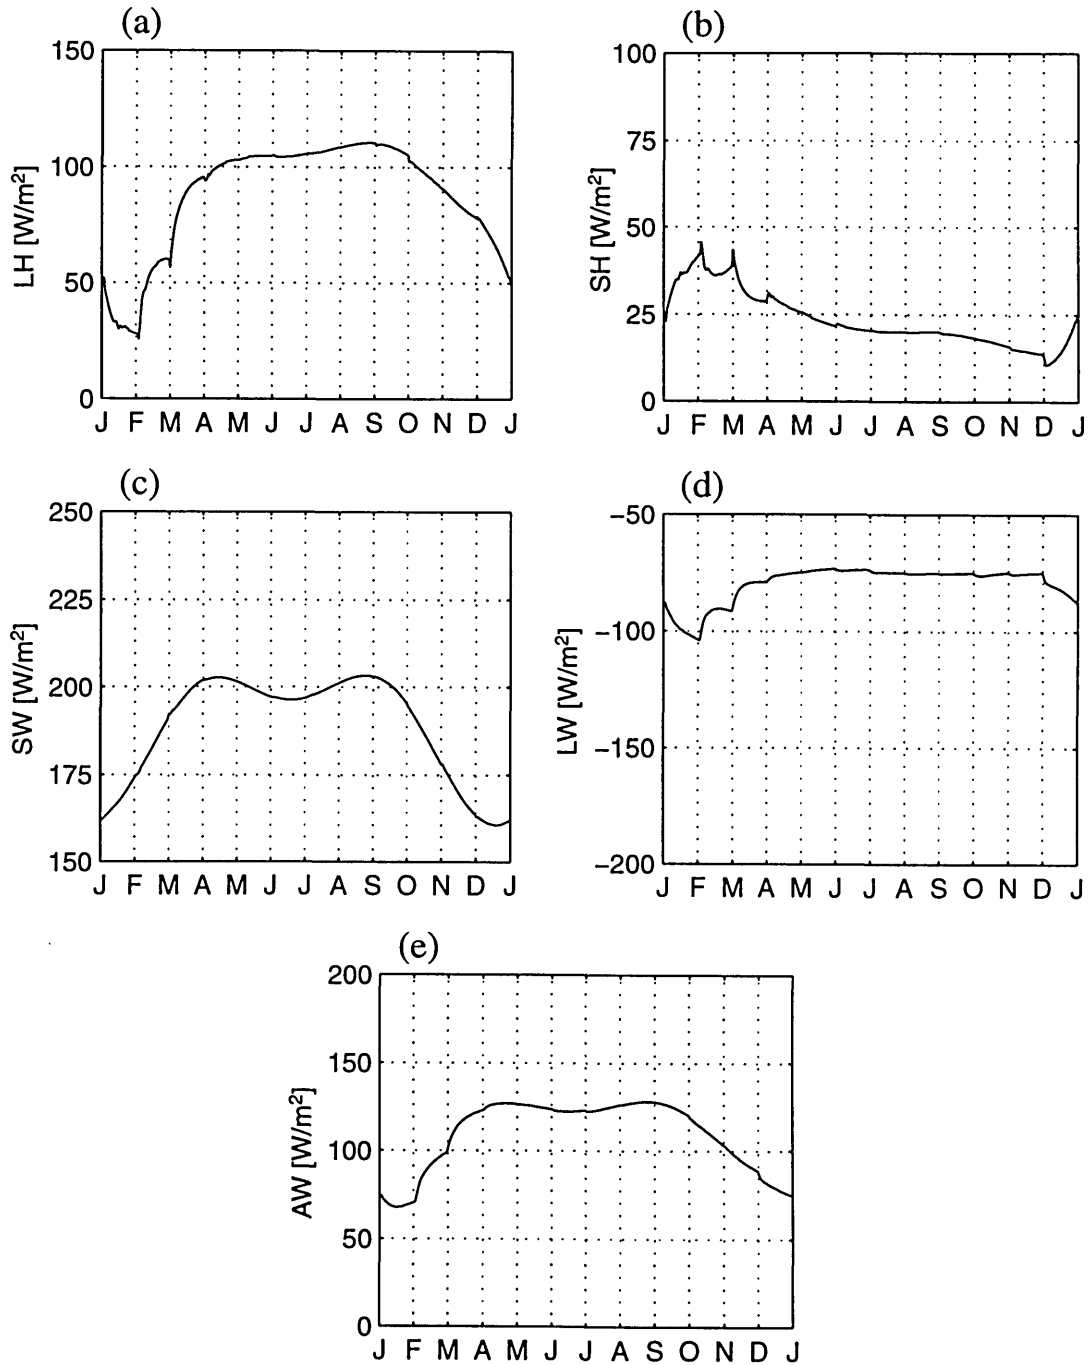 (a)
150
100
50
0
LH [W/m²]
J F M A M J J A S O N D J
(b)
100
75
50
25
0
SH [W/m²]
J F M A M J J A S O N D J
(c)
250
225
200
175
150
SW [W/m²]
J F M A M J J A S O N D J
(d)
−50
−100
−150
−200
LW [W/m²]
J F M A M J J A S O N D J
(e)
200
150
100
50
0
AW [W/m²]
J F M A M J J A S O N D J